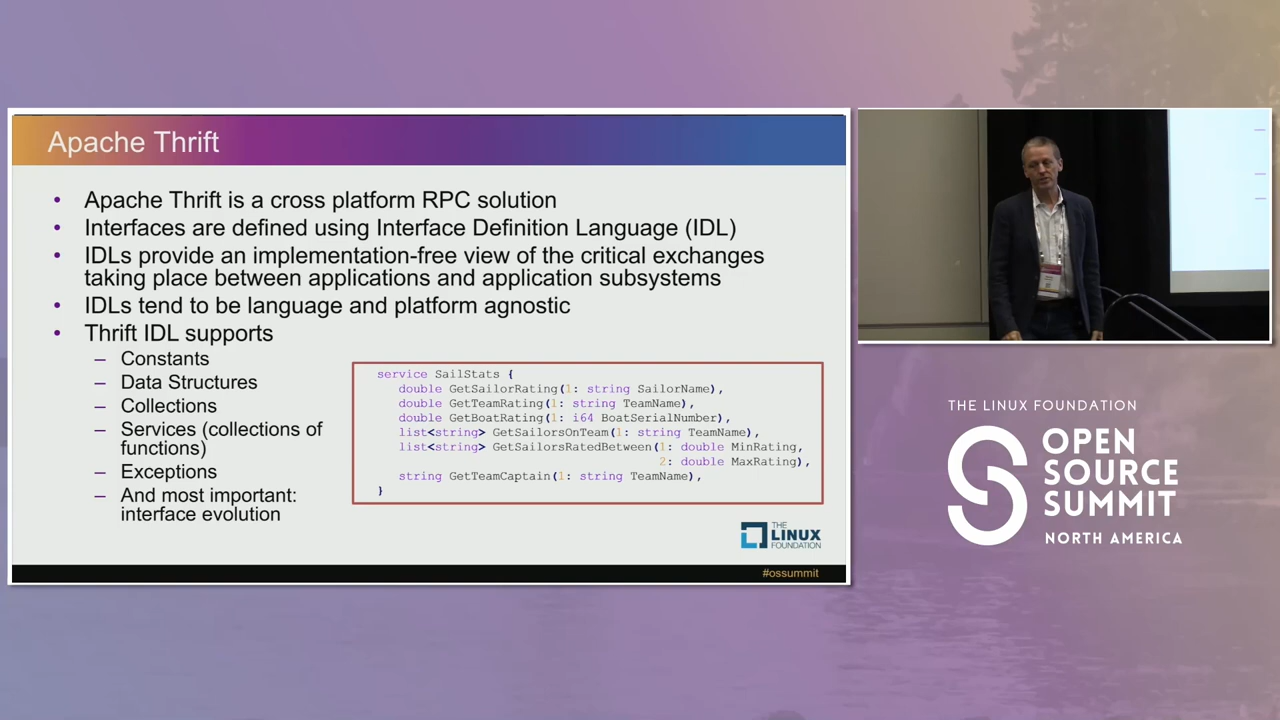 Apache Thrift
• Apache Thrift is a cross platform RPC solution
• Interfaces are defined using Interface Definition Language (IDL)
• IDLs provide an implementation-free view of the critical exchanges
taking place between applications and application subsystems
• IDLs tend to be language and platform agnostic
• Thrift IDL supports
– Constants
– Data Structures
– Collections
– Services (collections of
functions)
– Exceptions
– And most important:
interface evolution
service SailStats {
double GetSailorRating(1: string SailorName),
double GetTeamRating(1: string TeamName),
double GetBoatRating(1: i64 BoatSerialNumber),
list<string> GetSailorsOnTeam(1: string TeamName),
list<string> GetSailorsRatedBetween(1: double MinRating,
2: double MaxRating),
string GetTeamCaptain(1: string TeamName),
}
THE
LINUX
FOUNDATION
#ossummit
THE LINUX FOUNDATION
OPEN
SOURCE
SUMMIT
NORTH AMERICA